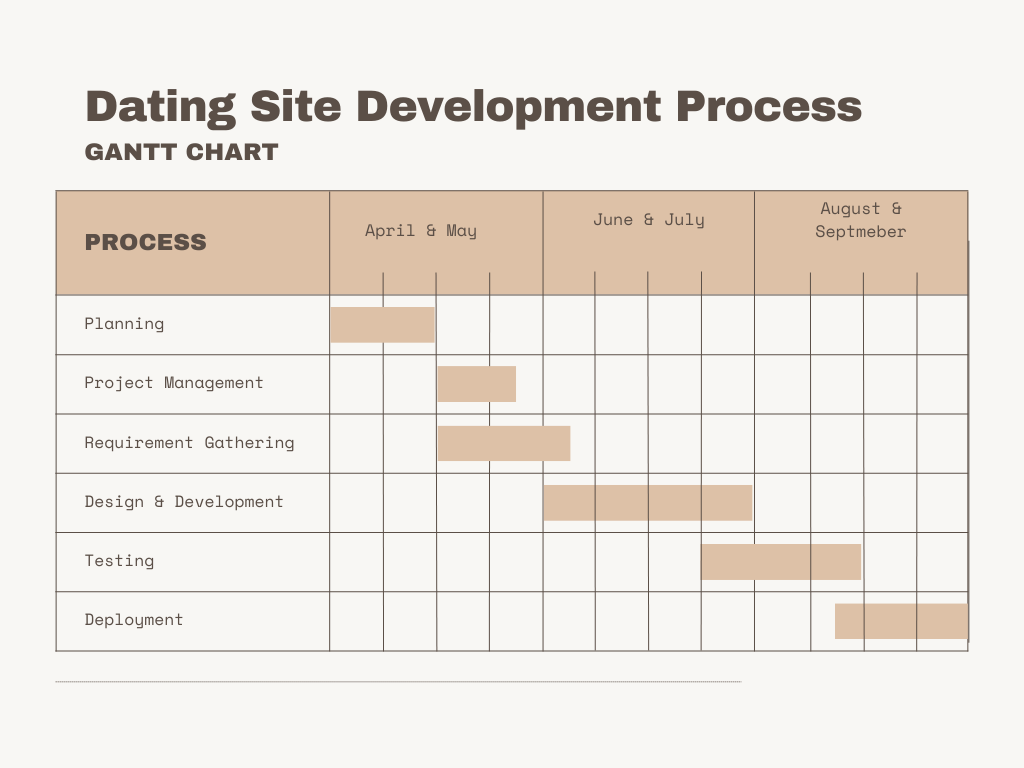 Dating Site Development Process
GANTT CHART
PROCESS
April & May
June & July
August &
Septmeber
Planning
Project Management
Requirement Gathering
Design & Development
Testing
Deployment